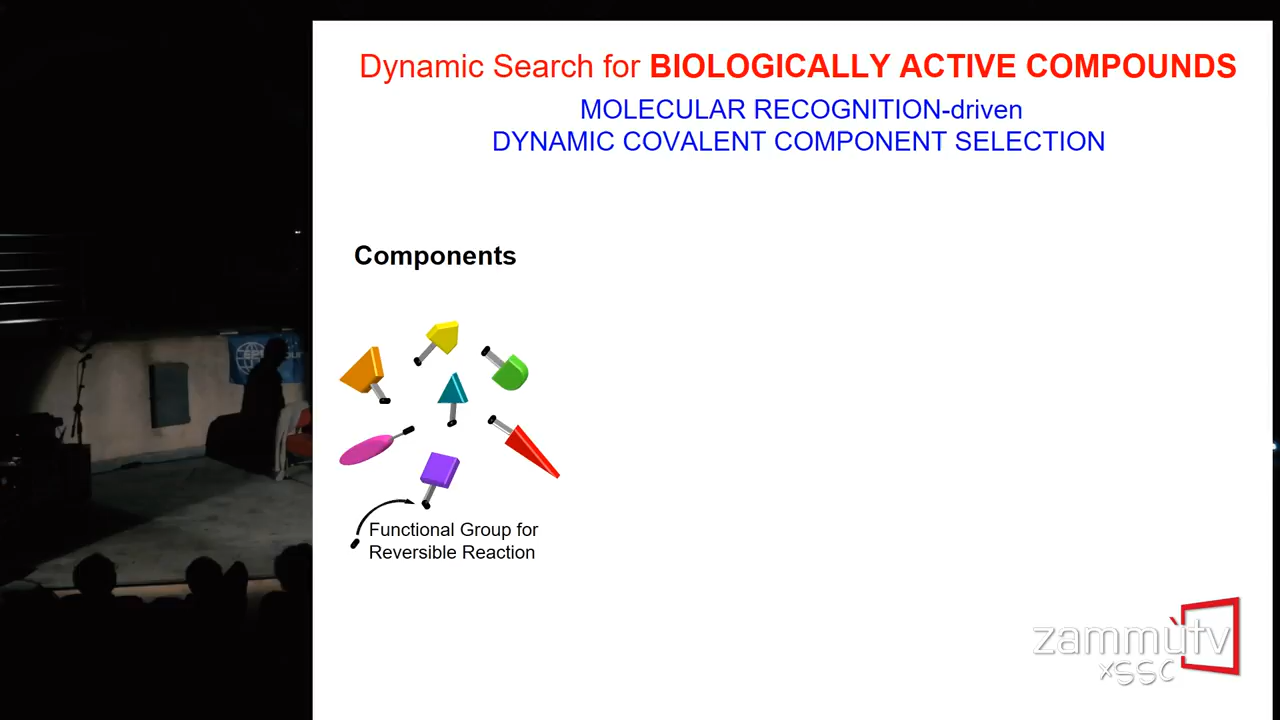 Dynamic Search for BIOLOGICALLY ACTIVE COMPOUNDS
MOLECULAR RECOGNITION-driven
DYNAMIC COVALENT COMPONENT SELECTION
Components
Functional Group for
Reversible Reaction
zammùtv
xSSC